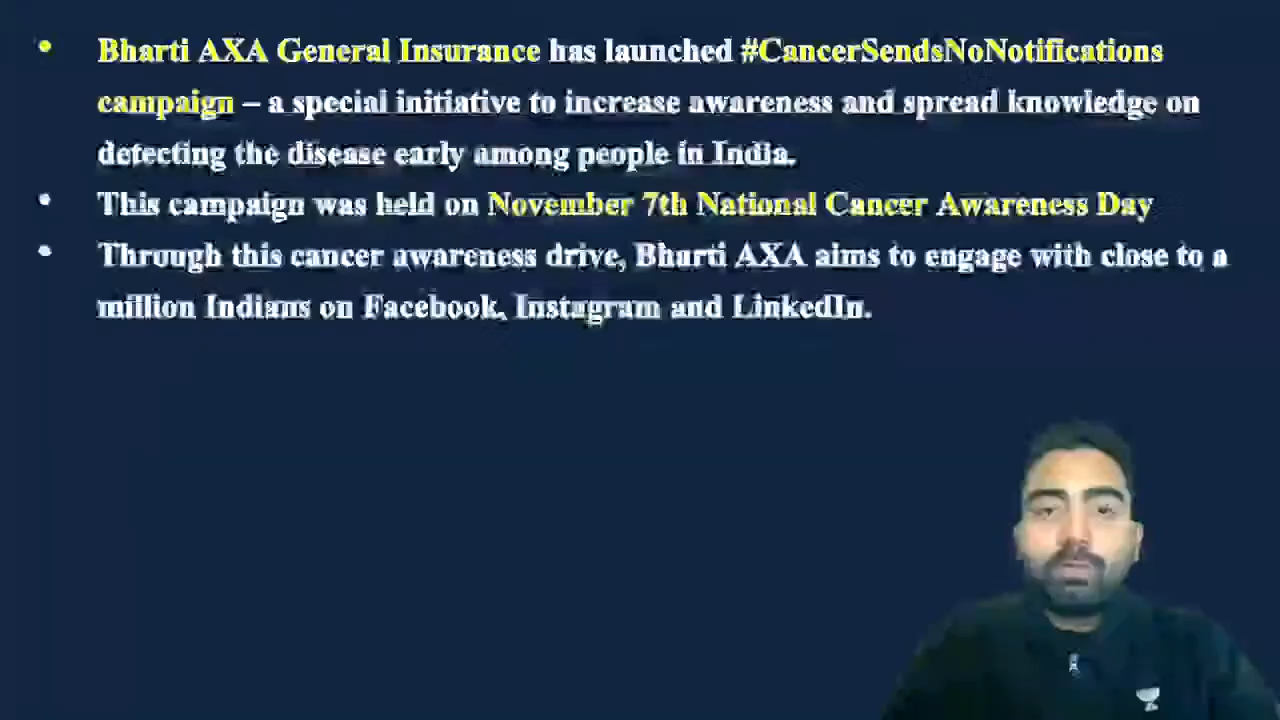 • Bharti AXA General Insurance has launched #CancerSendsNoNotifications
campaign – a special initiative to increase awareness and spread knowledge on
detecting the disease early among people in India.
• This campaign was held on November 7th National Cancer Awareness Day
• Through this cancer awareness drive, Bharti AXA aims to engage with close to a
million Indians on Facebook, Instagram and LinkedIn.